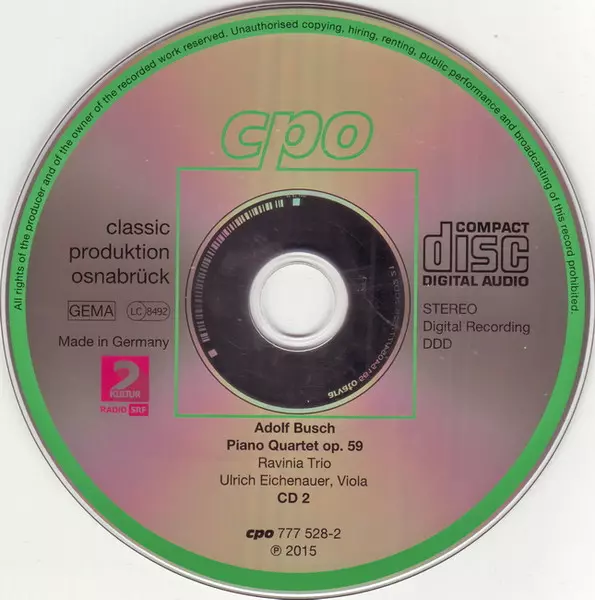 All rights of the producer and of the owner of the recorded work reserved. Unauthorised copying, hiring, renting, public performance and broadcasting of this record prohibited.
cpo
classic
produktion
osnabrück
GEMA
LC 8492
Made in Germany
2
KULTUR
RADIO SRF
COMPACT
disc
DIGITAL AUDIO
STEREO
Digital Recording
DDD
Adolf Busch
Piano Quartet op. 59
Ravinia Trio
Ulrich Eichenauer, Viola
CD 2
cpo 777 528-2
℗ 2015